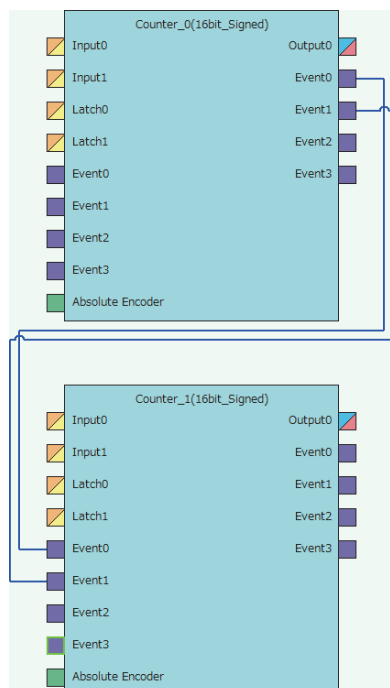 Counter_0(16bit_Signed)
Input0 Output0
Input1 Event0
Latch0 Event1
Latch1 Event2
Event0 Event3
Event1
Event2
Event3
Absolute Encoder
Counter_1(16bit_Signed)
Input0 Output0
Input1 Event0
Latch0 Event1
Latch1 Event2
Event0 Event3
Event1
Event2
Event3
Absolute Encoder